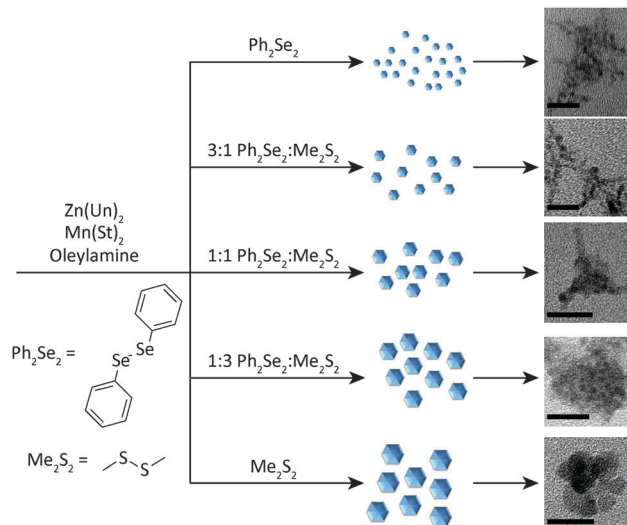 Ph₂Se₂
3:1 Ph₂Se₂:Me₂S₂
Zn(Un)₂
Mn(St)₂
Oleylamine
1:1 Ph₂Se₂:Me₂S₂
Ph₂Se₂ =
Se
Se
1:3 Ph₂Se₂:Me₂S₂
Me₂S₂ =
S
S
Me₂S₂